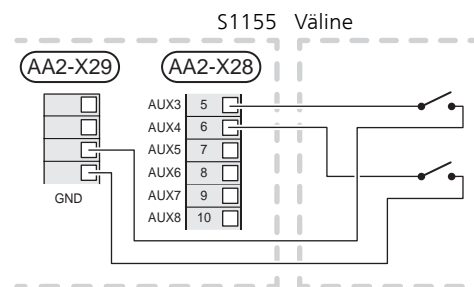 S1155 Väline
AA2-X29 AA2-X28
AUX3 5
AUX4 6
AUX5 7
AUX6 8
AUX7 9
AUX8 10
GND